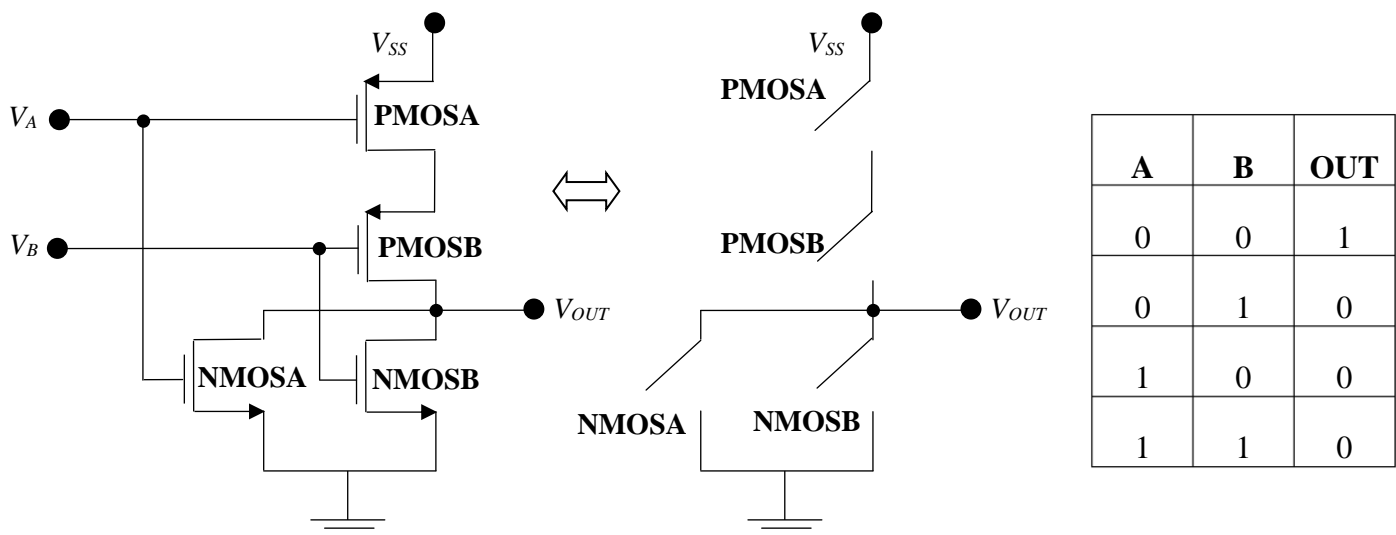 V_SS
PMOSA
V_A
PMOSB
V_B
V_OUT
NMOSA NMOSB
V_SS
PMOSA
PMOSB
V_OUT
NMOSA NMOSB
A B OUT
0 0 1
0 1 0
1 0 0
1 1 0